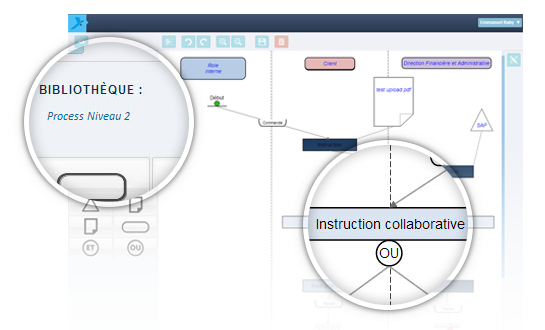 Emmanuel Raby
Rôle
interne
Client
Direction Financière et Administrative
BIBLIOTHÈQUE :
Process Niveau 2
Début
test upload.pdf
Commande
SAP
Instruction collaborative
OU
ET
OU